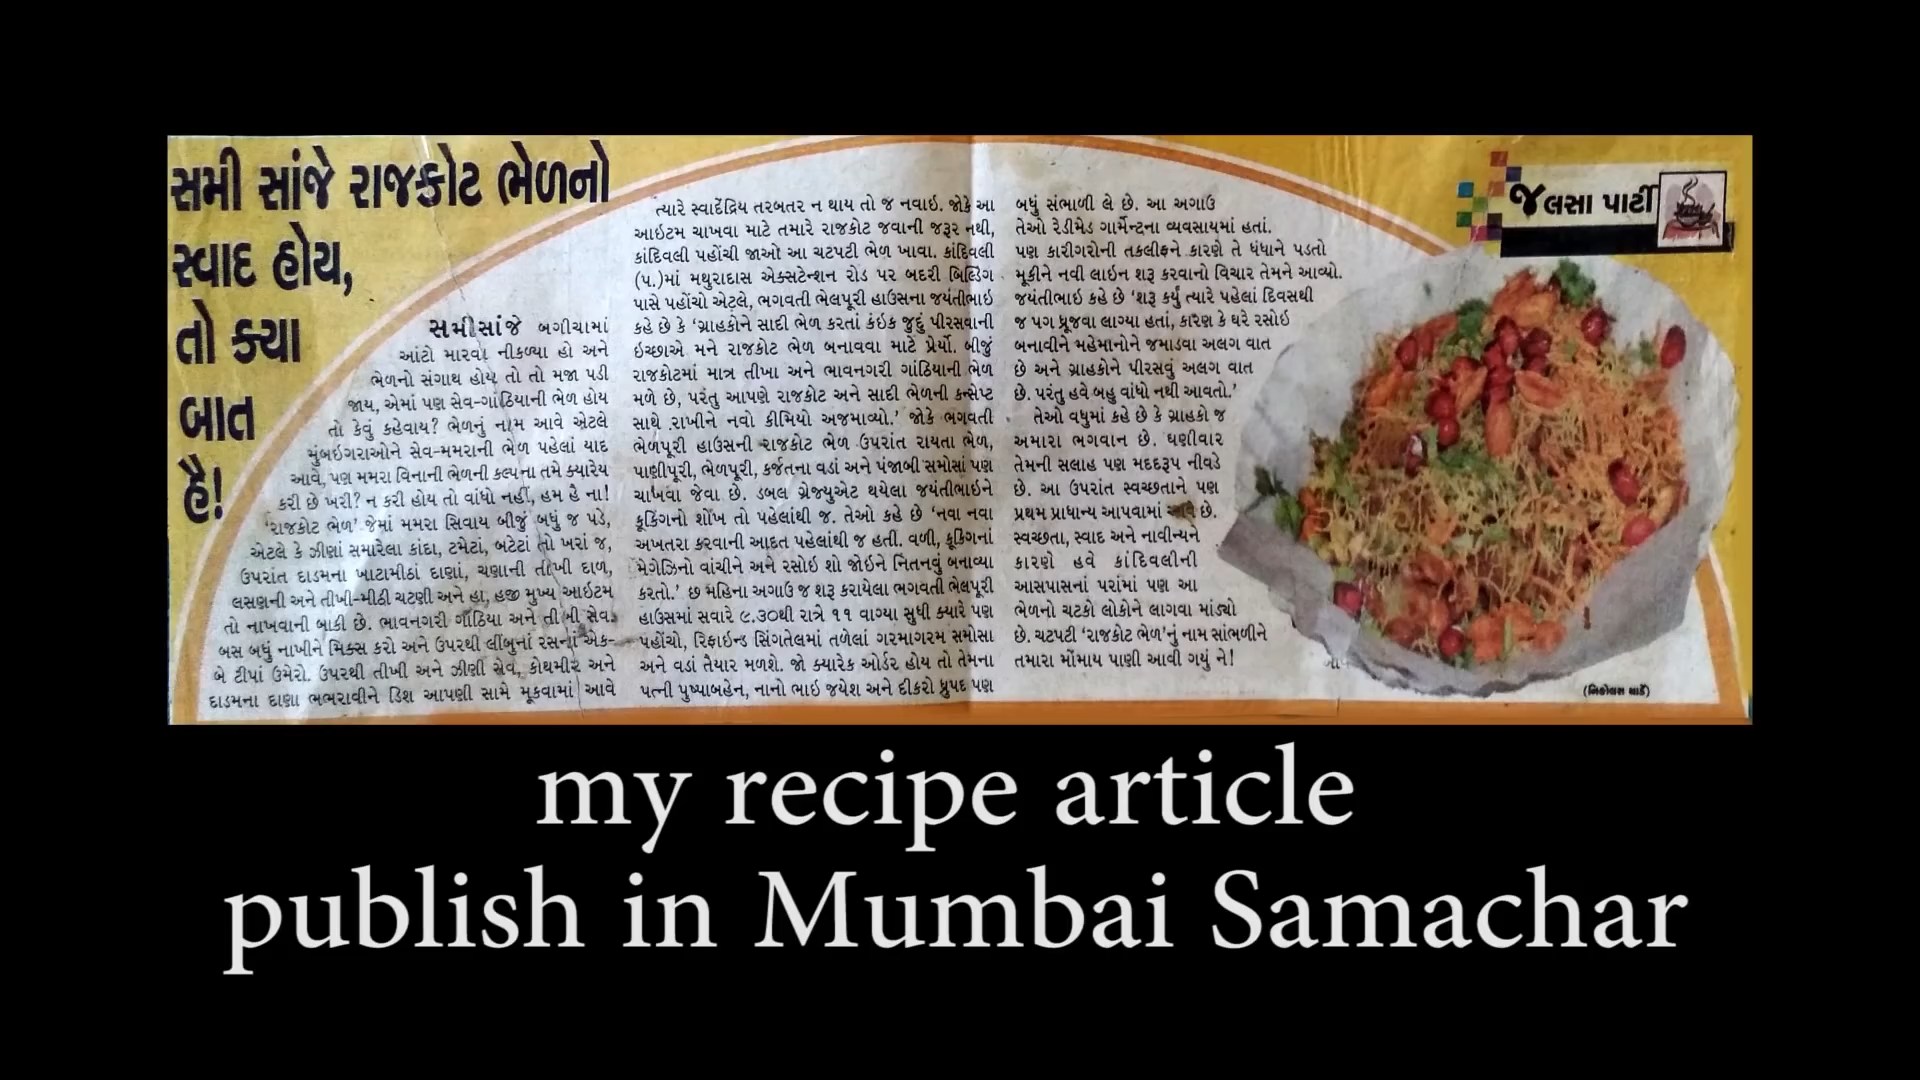 સમી સાંજે રાજકોટ ભેળનો
સ્વાદ હોય,
તો ક્યા
બાત
હૈ!
સમીસાંજે બગીચામાં
આંટો મારવા નીકળ્યા હો અને
ભેળનો સંગાથ હોય તો તો મજા પડી
જાય, એમાં પણ સેવ-ગાંઠિયાની ભેળ હોય
તો કેવું કહેવાય? ભેળનું નામ આવે એટલે
મુંબઇગરાઓને સેવ-મમરાની ભેળ પહેલાં યાદ
આવે, પણ મમરા વિનાની ભેળની કલ્પના તમે ક્યારેય
કરી છે ખરી? ન કરી હોય તો વાંધો નહીં, હમ હૈ ના!
'રાજકોટ ભેળ' જેમાં મમરા સિવાય બીજું બધું જ પડે,
એટલે કે ઝીણાં સમારેલા કાંદા, ટમેટાં, બટેટાં તો ખરાં જ,
ઉપરાંત દાડમના ખાટામીઠાં દાણાં, ચણાની તીખી દાળ,
લસણની અને તીખી-મીઠી ચટણી અને હા, હજી મુખ્ય આઇટમ
તો નાખવાની બાકી છે. ભાવનગરી ગાંઠિયા અને તીખી સેવ.
બસ બધું નાખીને મિક્સ કરો અને ઉપરથી લીંબુનાં રસનાં એક-
બે ટીપાં ઉમેરો. ઉપરથી તીખી અને ઝીણી સેવ, કોથમીર અને
દાડમના દાણા ભભરાવીને ડિશ આપણી સામે મૂકવામાં આવે
ત્યારે સ્વાદેંદ્રિય તરબતર ન થાય તો જ નવાઇ. જોકે આ
આઇટમ ચાખવા માટે તમારે રાજકોટ જવાની જરૂર નથી,
કાંદિવલી પહોંચી જાઓ આ ચટપટી ભેળ ખાવા. કાંદિવલી
(પ.)માં મથુરાદાસ એક્સટેન્શન રોડ પર બદરી બિલ્ડિંગ
પાસે પહોંચો એટલે, ભગવતી ભેલપૂરી હાઉસના જયંતીભાઇ
કહે છે કે 'ગ્રાહકોને સાદી ભેળ કરતાં કંઇક જુદું પીરસવાની
ઇચ્છાએ મને રાજકોટ ભેળ બનાવવા માટે પ્રેર્યો. બીજું
રાજકોટમાં માત્ર તીખા અને ભાવનગરી ગાંઠિયાની ભેળ
મળે છે, પરંતુ આપણે રાજકોટ અને સાદી ભેળની કન્સેપ્ટ
સાથે રાખીને નવો કીમિયો અજમાવ્યો.' જોકે ભગવતી
ભેળપૂરી હાઉસની રાજકોટ ભેળ ઉપરાંત રાયતા ભેળ,
પાણીપૂરી, ભેળપૂરી, કર્જતના વડાં અને પંજાબી સમોસાં પણ
ચાખવા જેવા છે. ડબલ ગ્રેજ્યુએટ થયેલા જયંતીભાઇને
કૂકિંગનો શોખ તો પહેલાંથી જ. તેઓ કહે છે 'નવા નવા
અખતરા કરવાની આદત પહેલાંથી જ હતી. વળી, કૂકિંગનાં
મેગેઝિનો વાંચીને અને રસોઇ શો જોઇને નિતનવું બનાવ્યા
કરતો.' છ મહિના અગાઉ જ શરૂ કરાયેલા ભગવતી ભેલપૂરી
હાઉસમાં સવારે ૯.૩૦થી રાત્રે ૧૧ વાગ્યા સુધી ક્યારે પણ
પહોંચો, રિફાઇન્ડ સિંગતેલમાં તળેલાં ગરમાગરમ સમોસા
અને વડાં તૈયાર મળશે. જો ક્યારેક ઓર્ડર હોય તો તેમના
પત્ની પુષ્પાબહેન, નાનો ભાઇ જયેશ અને દીકરો ધ્રુપદ પણ
બધું સંભાળી લે છે. આ અગાઉ
તેઓ રેડીમેડ ગાર્મેન્ટના વ્યવસાયમાં હતાં.
પણ કારીગરોની તકલીફને કારણે તે ધંધાને પડતો
મૂકીને નવી લાઇન શરૂ કરવાનો વિચાર તેમને આવ્યો.
જયંતીભાઇ કહે છે 'શરૂ કર્યું ત્યારે પહેલાં દિવસથી
જ પગ ધ્રૂજવા લાગ્યા હતાં, કારણ કે ઘરે રસોઇ
બનાવીને મહેમાનોને જમાડવા અલગ વાત
છે અને ગ્રાહકોને પીરસવું અલગ વાત
છે. પરંતુ હવે બહુ વાંધો નથી આવતો.'
તેઓ વધુમાં કહે છે કે ગ્રાહકો જ
અમારા ભગવાન છે. ઘણીવાર
તેમની સલાહ પણ મદદરૂપ નીવડે
છે. આ ઉપરાંત સ્વચ્છતાને પણ
પ્રથમ પ્રાધાન્ય આપવામાં આવે છે.
સ્વચ્છતા, સ્વાદ અને નાવીન્યને
કારણે હવે કાંદિવલીની
આસપાસનાં પરાંમાં પણ આ
ભેળનો ચટકો લોકોને લાગવા માંડ્યો
છે. ચટપટી 'રાજકોટ ભેળ'નું નામ સાંભળીને
તમારા મોંમાય પાણી આવી ગયું ને!
જલસા પાર્ટી
(નિકોલસ થાર્ડે)
my recipe article
publish in Mumbai Samachar